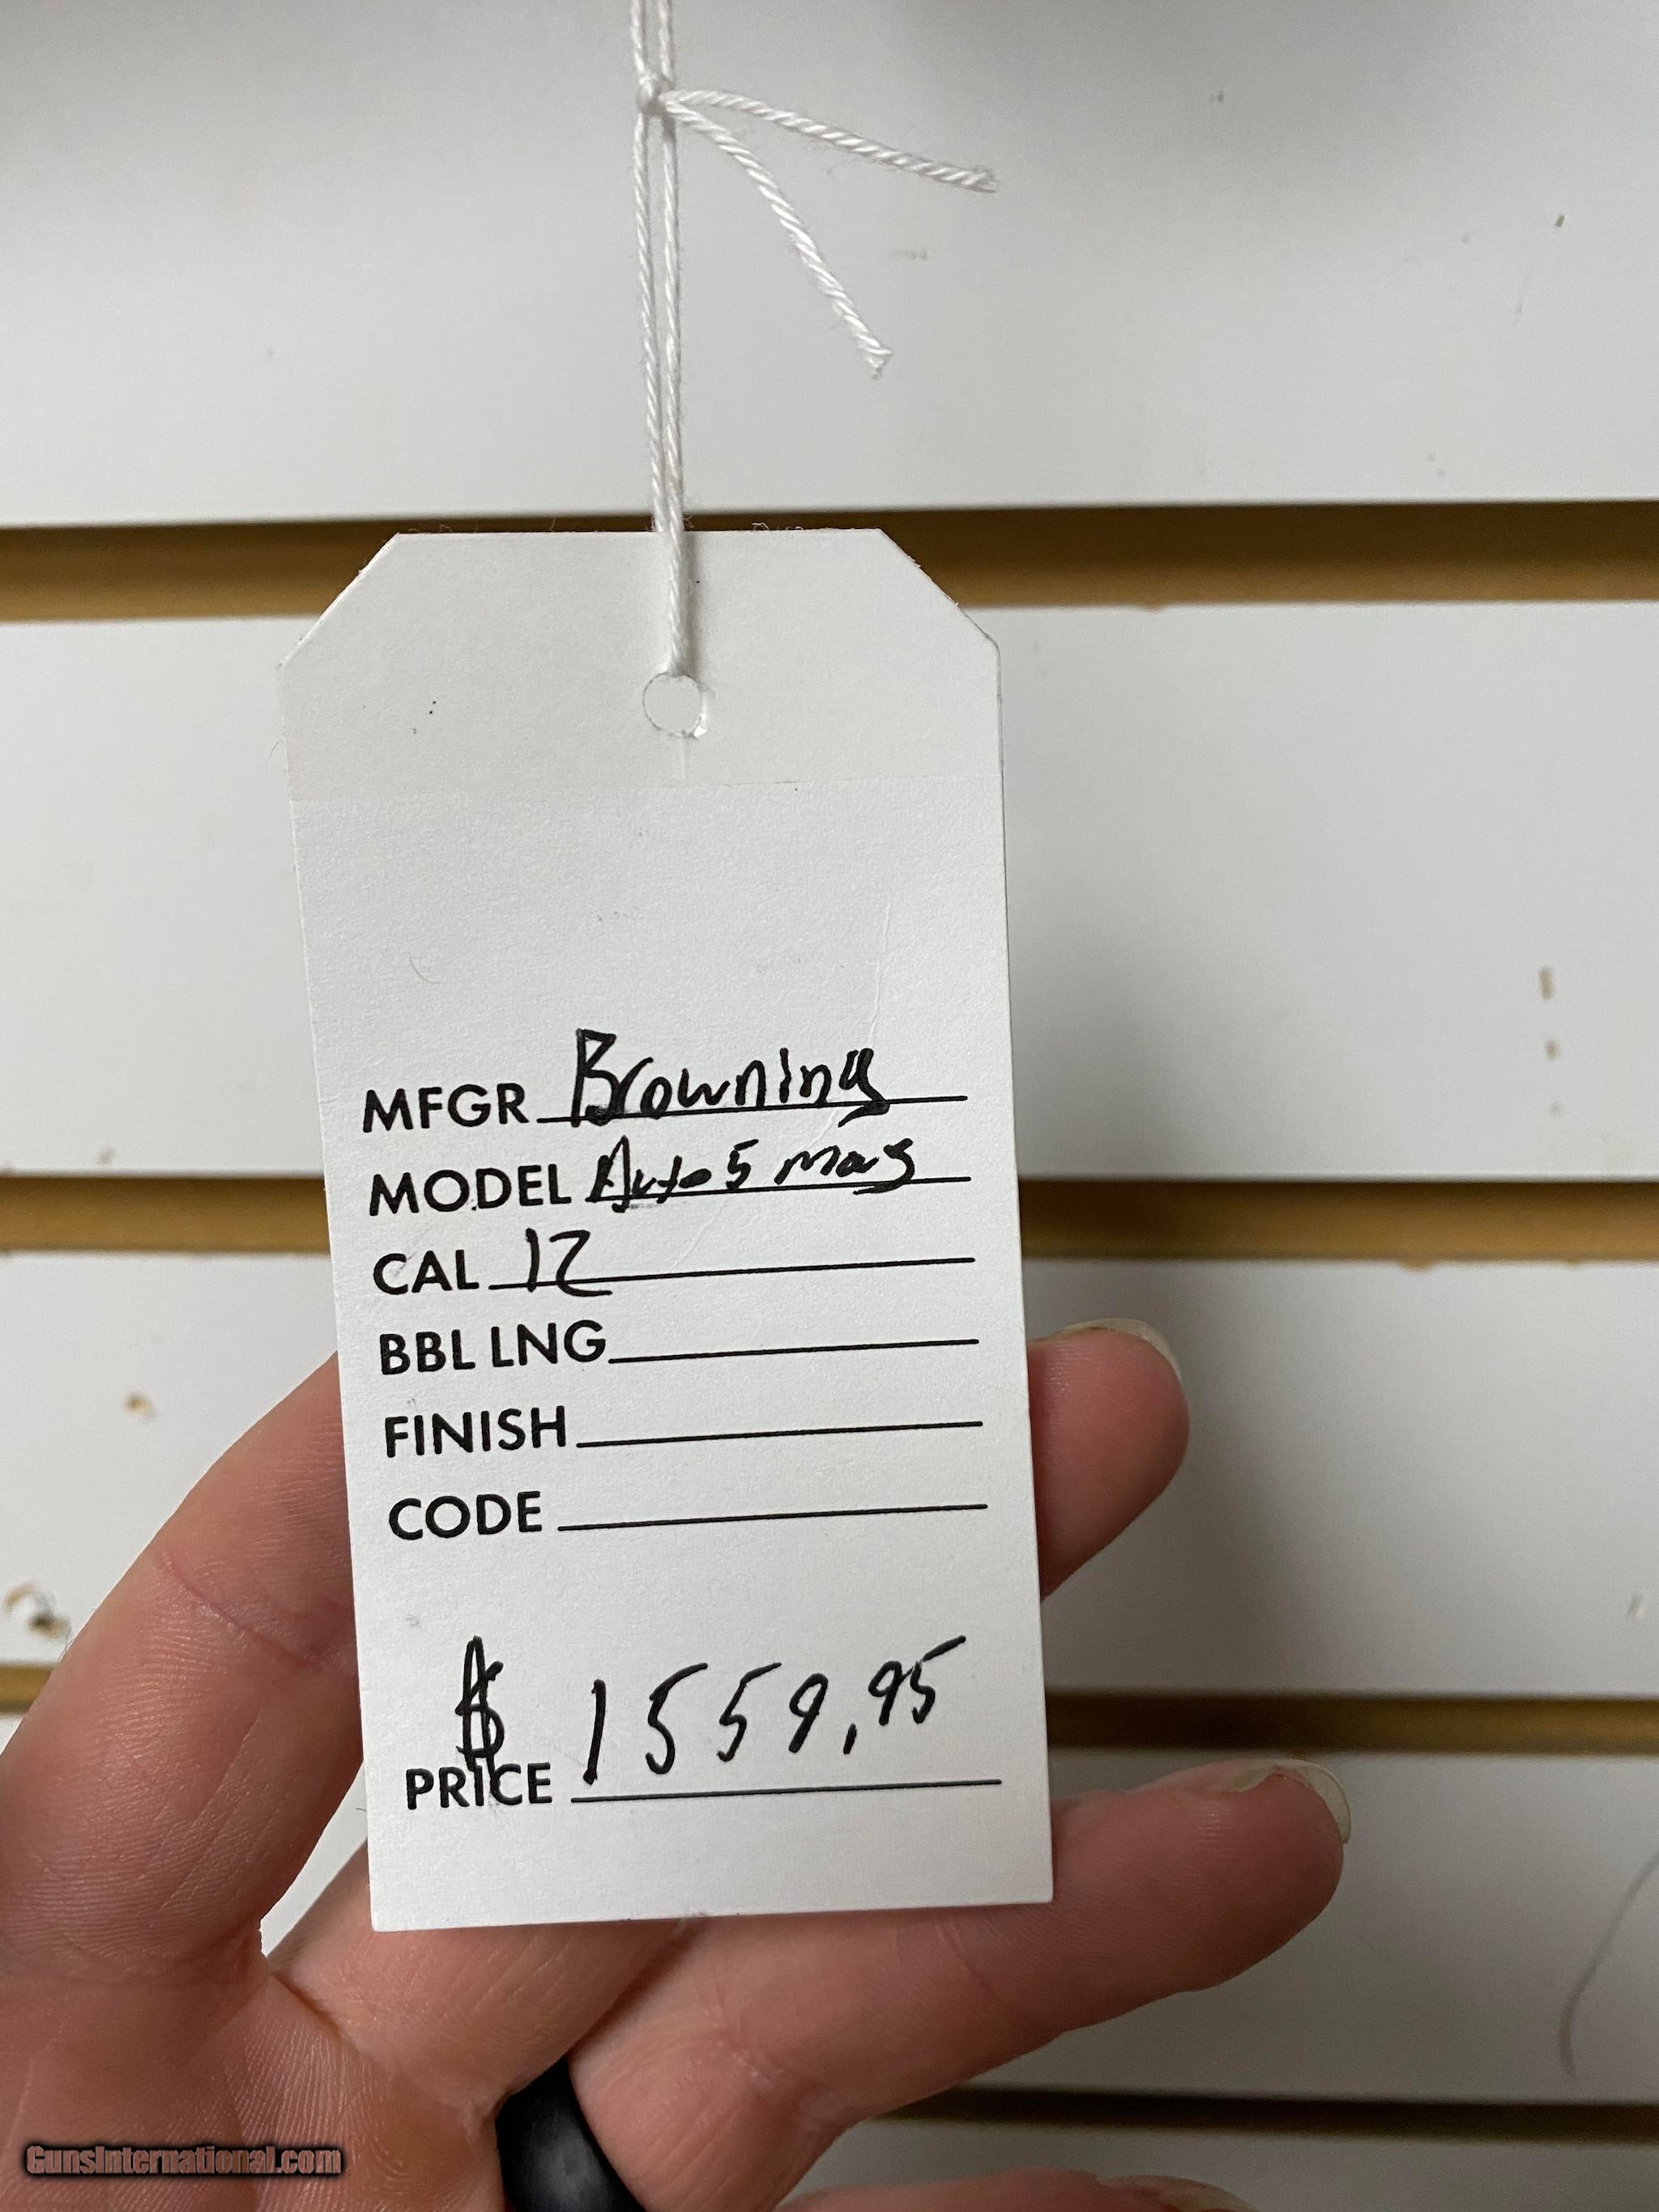 MFGR Browning
MODEL Auto 5 mag
CAL 12
BBL LNG
FINISH
CODE
$ 1559.95
PRICE
GunsInternational.com